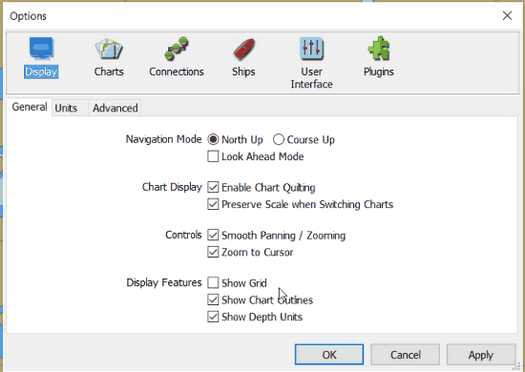 Options
Display
Charts
Connections
Ships
User
Interface
Plugins
General
Units
Advanced
Navigation Mode
North Up
Course Up
Look Ahead Mode
Chart Display
Enable Chart Quilting
Preserve Scale when Switching Charts
Controls
Smooth Panning / Zooming
Zoom to Cursor
Display Features
Show Grid
Show Chart Outlines
Show Depth Units
OK
Cancel
Apply